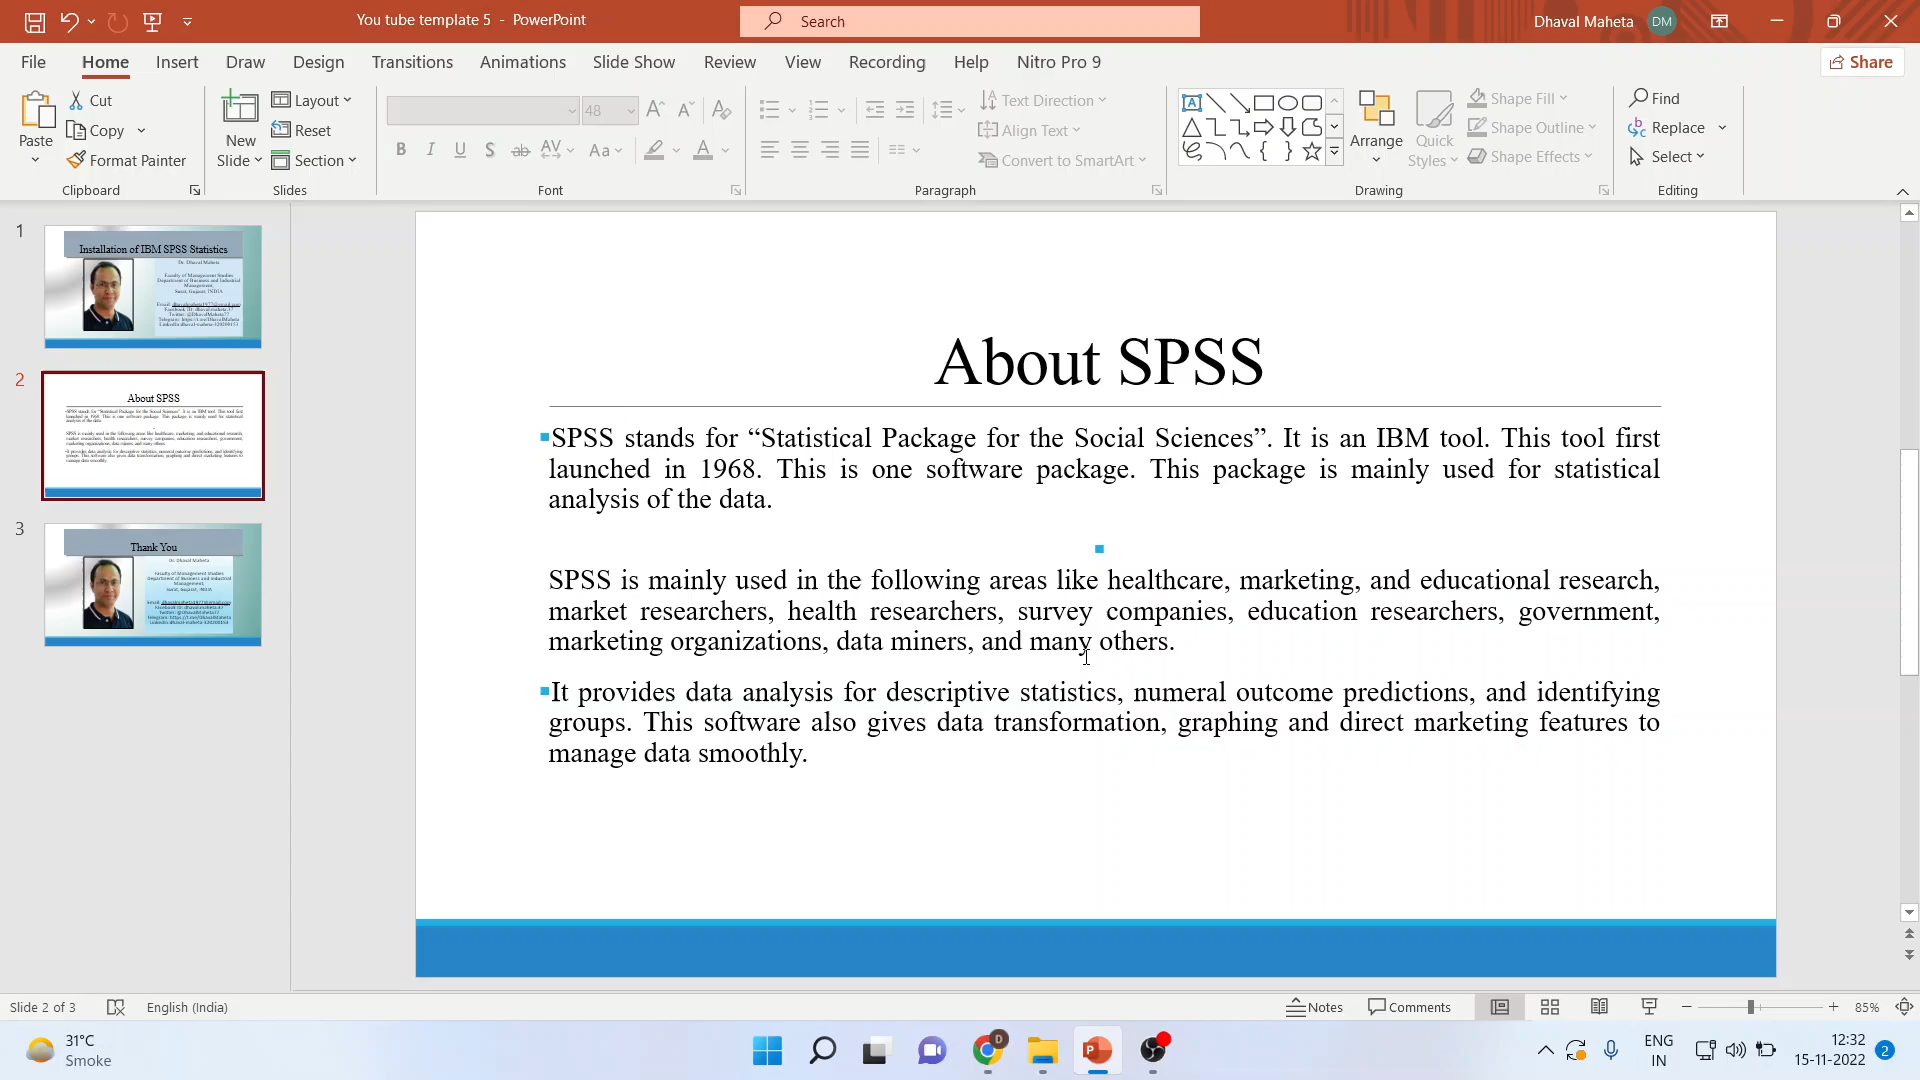 You tube template 5 - PowerPoint
Search
Dhaval Maheta DM
File Home Insert Draw Design Transitions Animations Slide Show Review View Recording Help Nitro Pro 9 Share
Paste
Cut
Copy
Format Painter
Clipboard
New
Slide
Layout
Reset
Section
Slides
48
B I U S ab AV Aa A
Font
Text Direction
Align Text
Convert to SmartArt
Paragraph
Arrange
Quick
Styles
Shape Fill
Shape Outline
Shape Effects
Drawing
Find
Replace
Select
Editing
1
Installation of IBM SPSS Statistics
Dr. Dhaval Maheta
Faculty of Management Studies
Department of Business and Industrial
Management,
Surat, Gujarat, INDIA
2
About SPSS
3
Thank You
Dr. Dhaval Maheta
Faculty of Management Studies
Department of Business and Industrial
Management,
Surat, Gujarat, INDIA
About SPSS
SPSS stands for “Statistical Package for the Social Sciences”. It is an IBM tool. This tool first
launched in 1968. This is one software package. This package is mainly used for statistical
analysis of the data.
SPSS is mainly used in the following areas like healthcare, marketing, and educational research,
market researchers, health researchers, survey companies, education researchers, government,
marketing organizations, data miners, and many others.
It provides data analysis for descriptive statistics, numeral outcome predictions, and identifying
groups. This software also gives data transformation, graphing and direct marketing features to
manage data smoothly.
Slide 2 of 3 English (India) Notes Comments 85%
31°C
Smoke
ENG
IN
12:32
15-11-2022
2